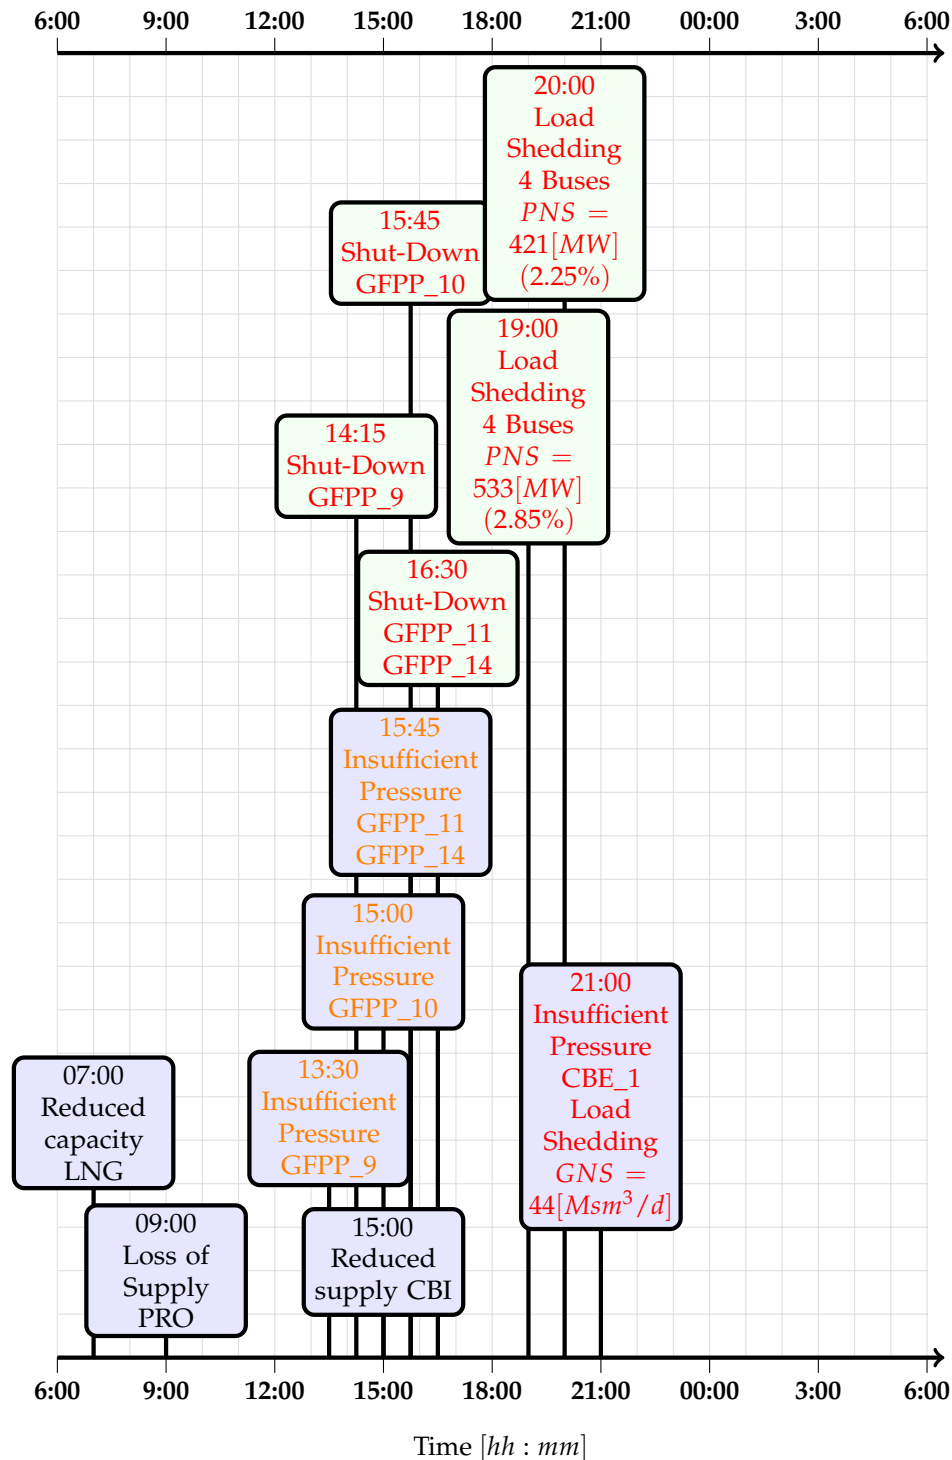 6:00 9:00 12:00 15:00 18:00 21:00 00:00 3:00 6:00
20:00
Load
Shedding
4 Buses
PNS =
421[MW]
(2.25%)
15:45
Shut-Down
GFPP_10
19:00
Load
Shedding
4 Buses
PNS =
533[MW]
(2.85%)
14:15
Shut-Down
GFPP_9
16:30
Shut-Down
GFPP_11
GFPP_14
15:45
Insufficient
Pressure
GFPP_11
GFPP_14
15:00
Insufficient
Pressure
GFPP_10
21:00
Insufficient
Pressure
CBE_1
Load
Shedding
GNS =
44[Msm³/d]
13:30
Insufficient
Pressure
GFPP_9
07:00
Reduced
capacity
LNG
09:00
Loss of
Supply
PRO
15:00
Reduced
supply CBI
6:00 9:00 12:00 15:00 18:00 21:00 00:00 3:00 6:00
Time [hh : mm]